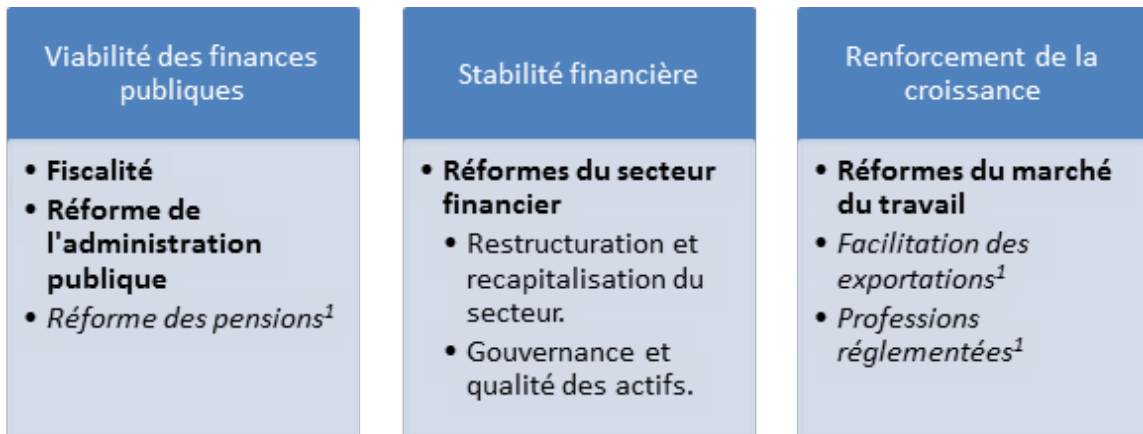 Viabilité des finances
publiques
• Fiscalité
• Réforme de
l'administration
publique
• Réforme des pensions¹
Stabilité financière
• Réformes du secteur
financier
• Restructuration et
recapitalisation du
secteur.
• Gouvernance et
qualité des actifs.
Renforcement de la
croissance
• Réformes du marché
du travail
• Facilitation des
exportations¹
• Professions
réglementées¹